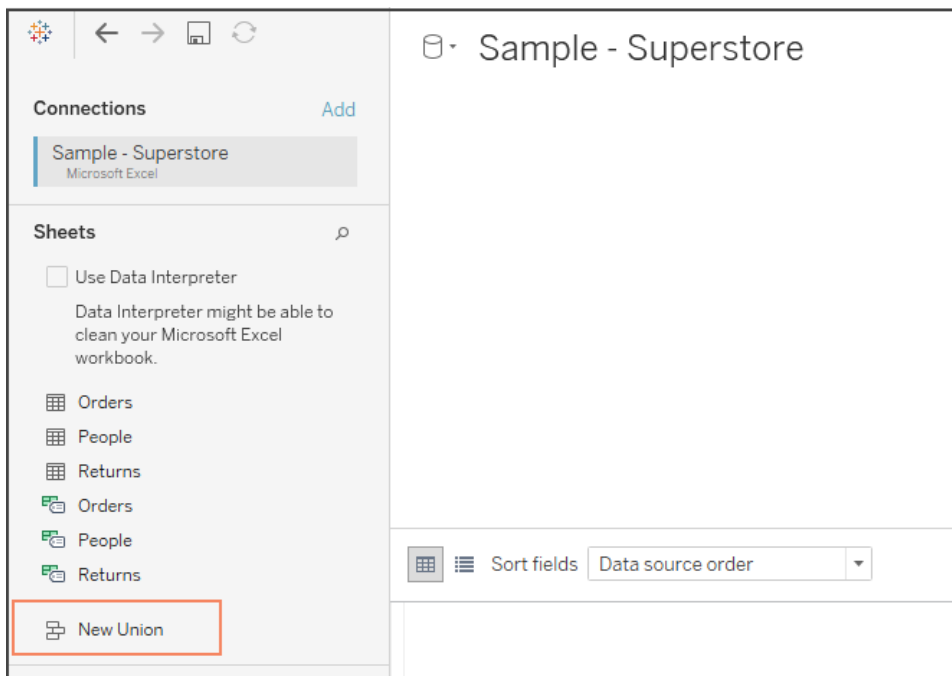 Sample - Superstore
Connections
Add
Sample - Superstore
Microsoft Excel
Sheets
Use Data Interpreter
Data Interpreter might be able to
clean your Microsoft Excel
workbook.
Orders
People
Returns
Orders
People
Returns
New Union
Sort fields
Data source order